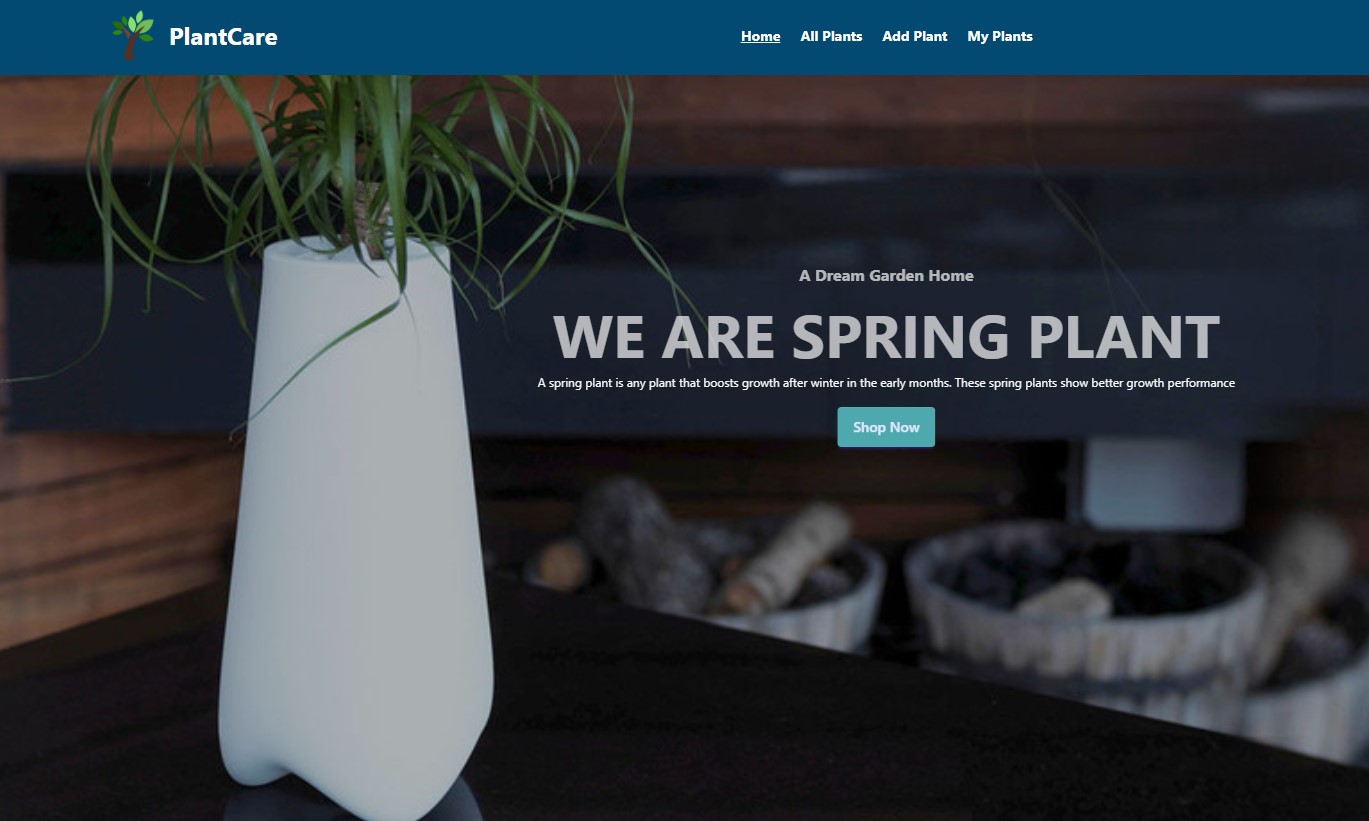 PlantCare
Home All Plants Add Plant My Plants
A Dream Garden Home
WE ARE SPRING PLANT
A spring plant is any plant that boosts growth after winter in the early months. These spring plants show better growth performance
Shop Now